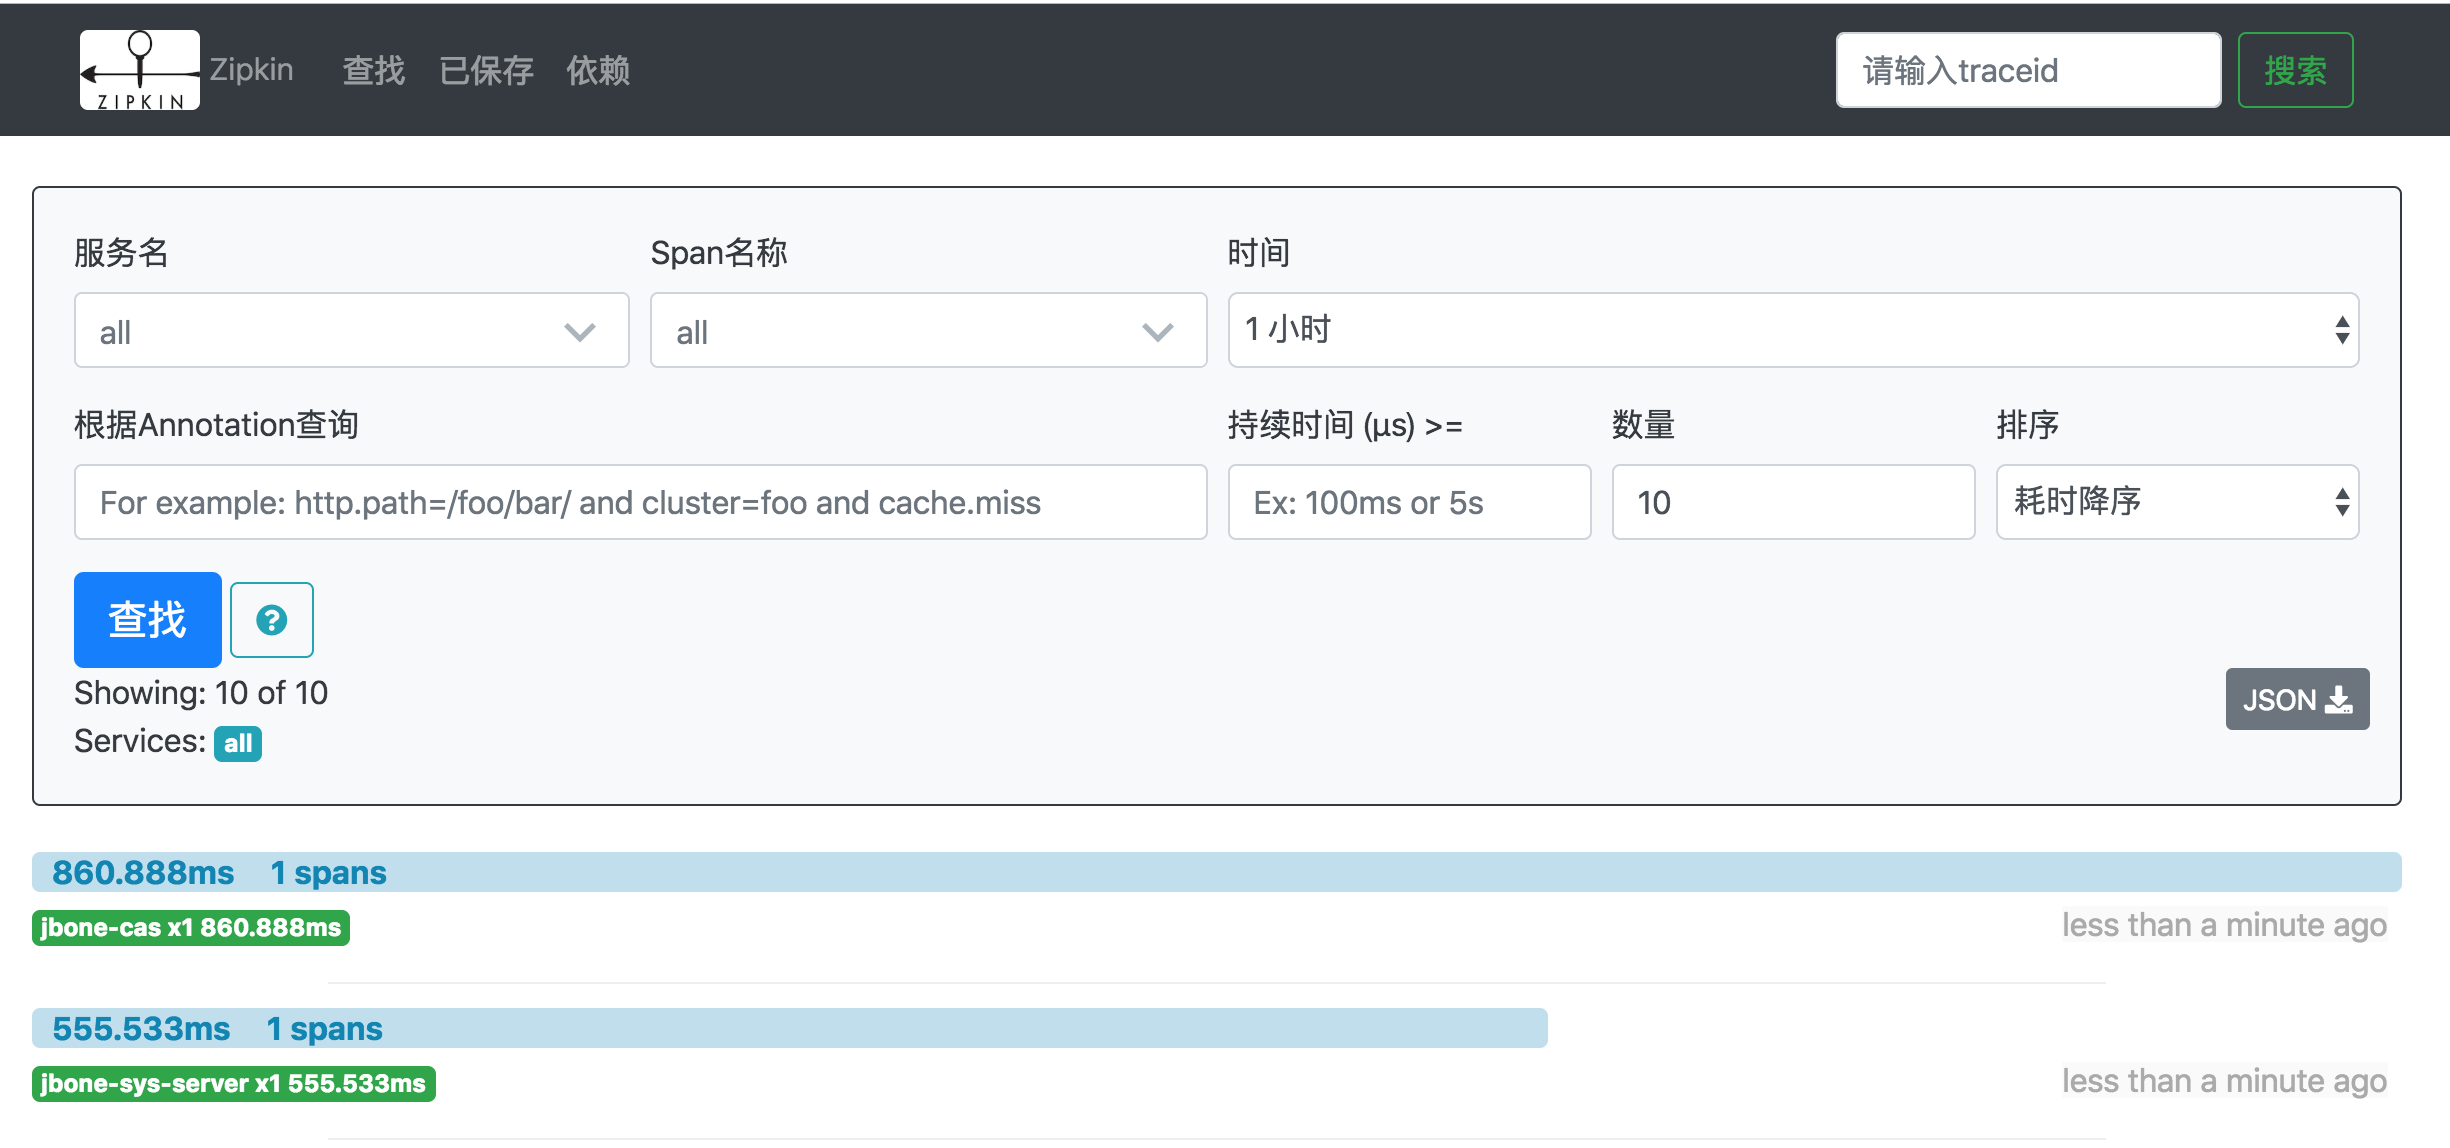 ZIPKIN Zipkin 查找 已保存 依赖 请输入traceid 搜索
服务名 Span名称 时间
all all 1 小时
根据Annotation查询 持续时间 (μs) >= 数量 排序
For example: http.path=/foo/bar/ and cluster=foo and cache.miss Ex: 100ms or 5s 10 耗时降序
查找 ?
Showing: 10 of 10
JSON
Services: all
860.888ms 1 spans
jbone-cas x1 860.888ms less than a minute ago
555.533ms 1 spans
jbone-sys-server x1 555.533ms less than a minute ago